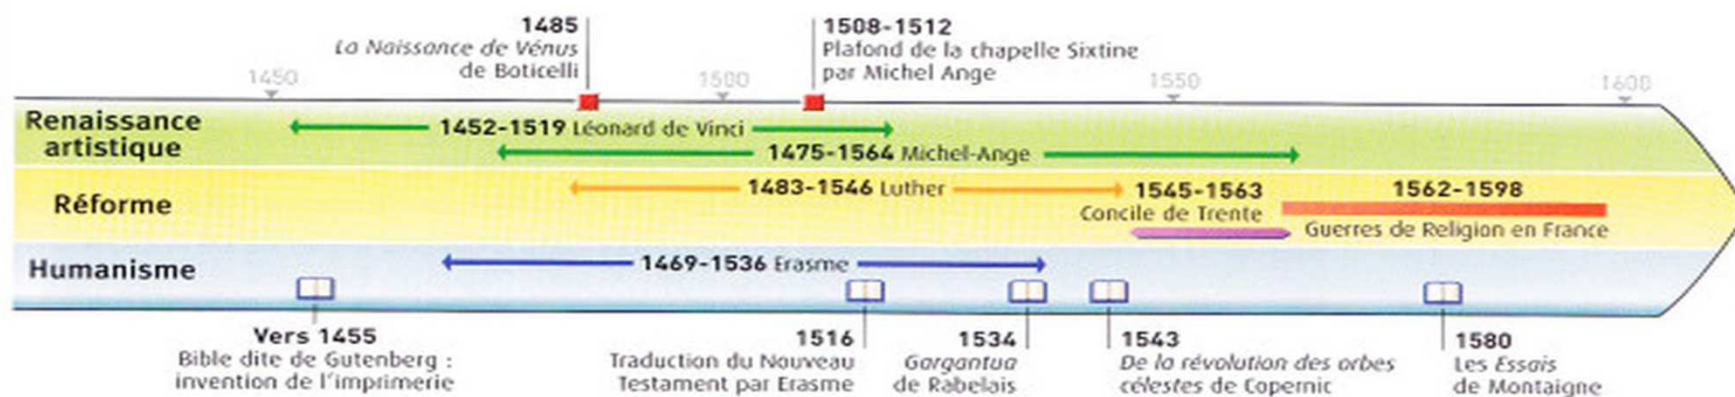 1485
La Naissance de Vénus
de Boticelli
1508-1512
Plafond de la chapelle Sixtine
par Michel Ange
1450
1500
1550
1600
Renaissance
artistique
1452-1519 Léonard de Vinci
1475-1564 Michel-Ange
Réforme
1483-1546 Luther
1545-1563
Concile de Trente
1562-1598
Guerres de Religion en France
Humanisme
1469-1536 Erasme
Vers 1455
Bible dite de Gutenberg :
invention de l'imprimerie
1516
Traduction du Nouveau
Testament par Erasme
1534
Gargantua
de Rabelais
1543
De la révolution des orbes
célestes de Copernic
1580
Les Essais
de Montaigne